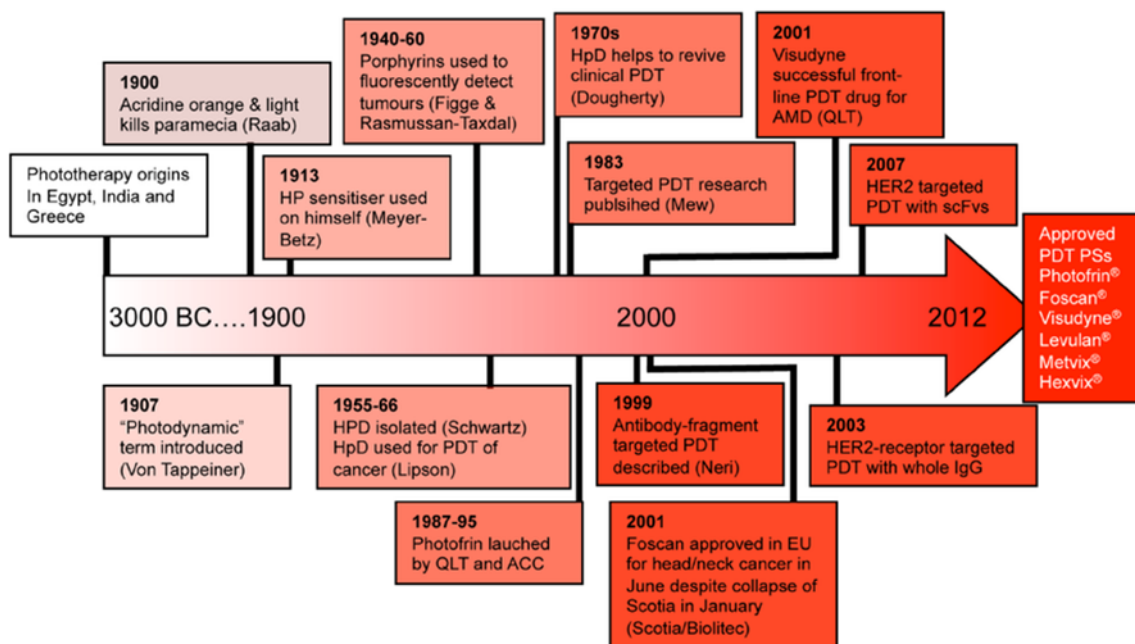 1900
Acridine orange & light
kills paramecia (Raab)
1940-60
Porphyrins used to
fluorescently detect
tumours (Figge &
Rasmussan-Taxdal)
1970s
HpD helps to revive
clinical PDT
(Dougherty)
2001
Visudyne
successful front-
line PDT drug for
AMD (QLT)
Phototherapy origins
In Egypt, India and
Greece
1913
HP sensitiser used
on himself (Meyer-
Betz)
1983
Targeted PDT research
publsihed (Mew)
2007
HER2 targeted
PDT with scFvs
3000 BC....1900
2000
2012
Approved
PDT PSs
Photofrin®
Foscan®
Visudyne®
Levulan®
Metvix®
Hexvix®
1907
“Photodynamic”
term introduced
(Von Tappeiner)
1955-66
HPD isolated (Schwartz)
HpD used for PDT of
cancer (Lipson)
1999
Antibody-fragment
targeted PDT
described (Neri)
2003
HER2-receptor targeted
PDT with whole IgG
1987-95
Photofrin lauched
by QLT and ACC
2001
Foscan approved in EU
for head/neck cancer in
June despite collapse of
Scotia in January
(Scotia/Biolitec)